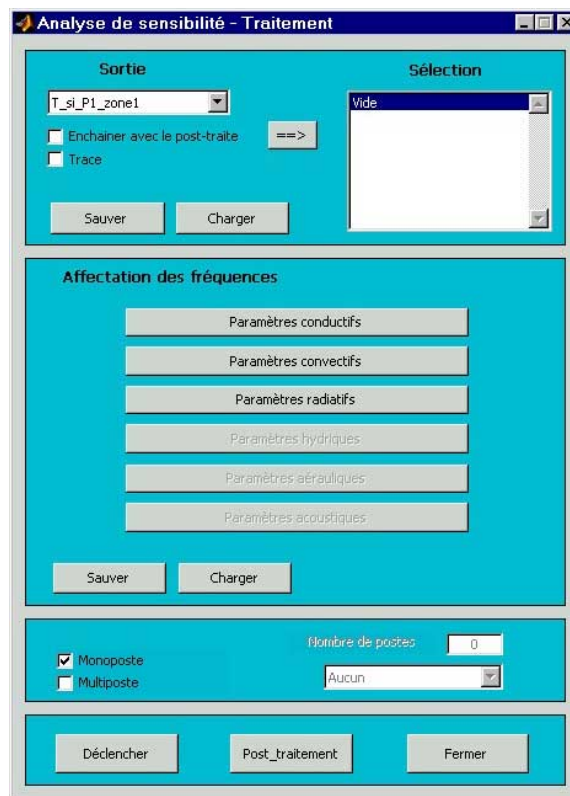 Analyse de sensibilité - Traitement
Sortie
Sélection
T_si_P1_zone1
Vide
Enchainer avec le post-traite
==>
Trace
Sauver
Charger
Affectation des fréquences
Paramètres conductifs
Paramètres convectifs
Paramètres radiatifs
Paramètres hydriques
Paramètres aérauliques
Paramètres acoustiques
Sauver
Charger
Nombre de postes
0
Monoposte
Multiposte
Aucun
Déclencher
Post_traitement
Fermer